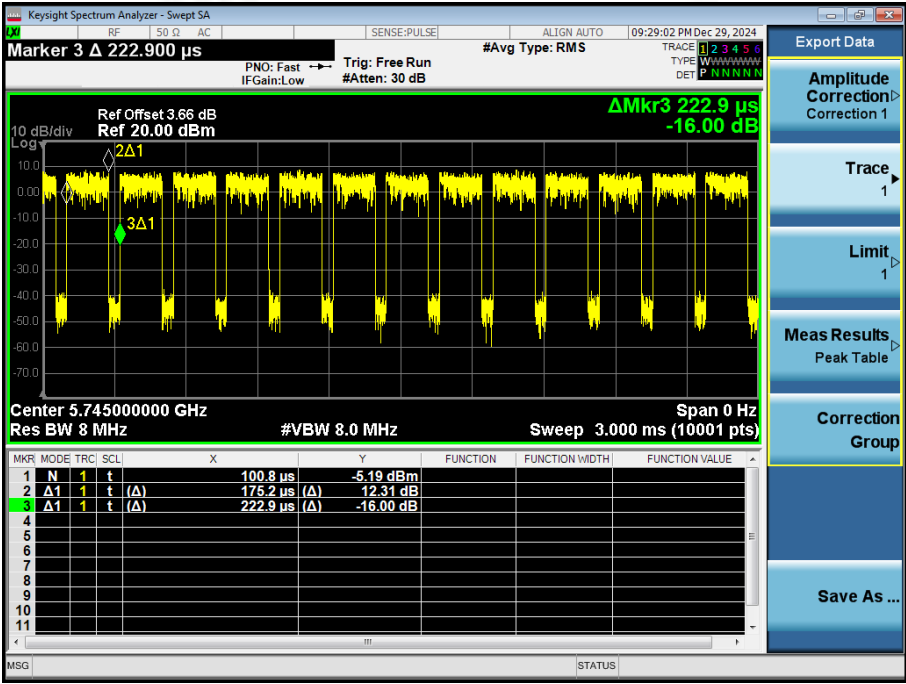 Keysight Spectrum Analyzer - Swept SA
LXI RF 50 Ω AC SENSE:PULSE ALIGN AUTO 09:29:02 PM Dec 29, 2024
Marker 3 Δ 222.900 µs
PNO: Fast
IFGain:Low
Trig: Free Run
#Atten: 30 dB
#Avg Type: RMS
TRACE 1 2 3 4 5 6
TYPE WWWWWW
DET P N N N N N
ΔMkr3 222.9 µs
-16.00 dB
Ref Offset 3.66 dB
10 dB/div Ref 20.00 dBm
Log
2Δ1
10.0
0.00
-10.0
3Δ1
-20.0
-30.0
-40.0
-50.0
-60.0
-70.0
Center 5.745000000 GHz Span 0 Hz
Res BW 8 MHz #VBW 8.0 MHz Sweep 3.000 ms (10001 pts)
MKR MODE TRC SCL X Y FUNCTION FUNCTION WIDTH FUNCTION VALUE
1 N 1 t 100.8 µs -5.19 dBm
2 Δ1 1 t (Δ) 175.2 µs (Δ) 12.31 dB
3 Δ1 1 t (Δ) 222.9 µs (Δ) -16.00 dB
4
5
6
7
8
9
10
11
MSG STATUS
Export Data
Amplitude
Correction
Correction 1
Trace
1
Limit
1
Meas Results
Peak Table
Correction
Group
Save As ...